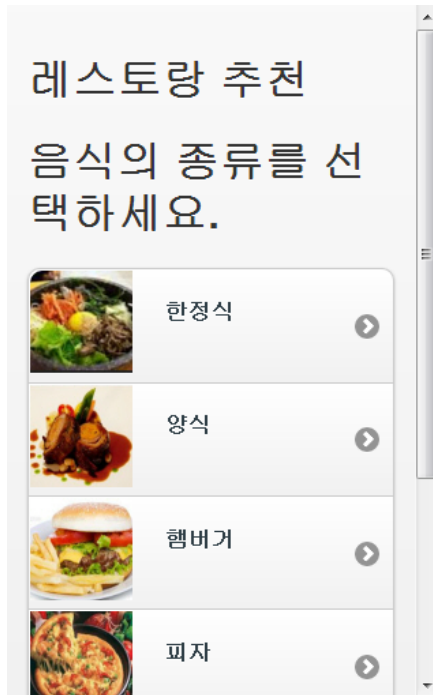 레스토랑 추천
음식의 종류를 선
택하세요.
한정식
양식
햄버거
피자